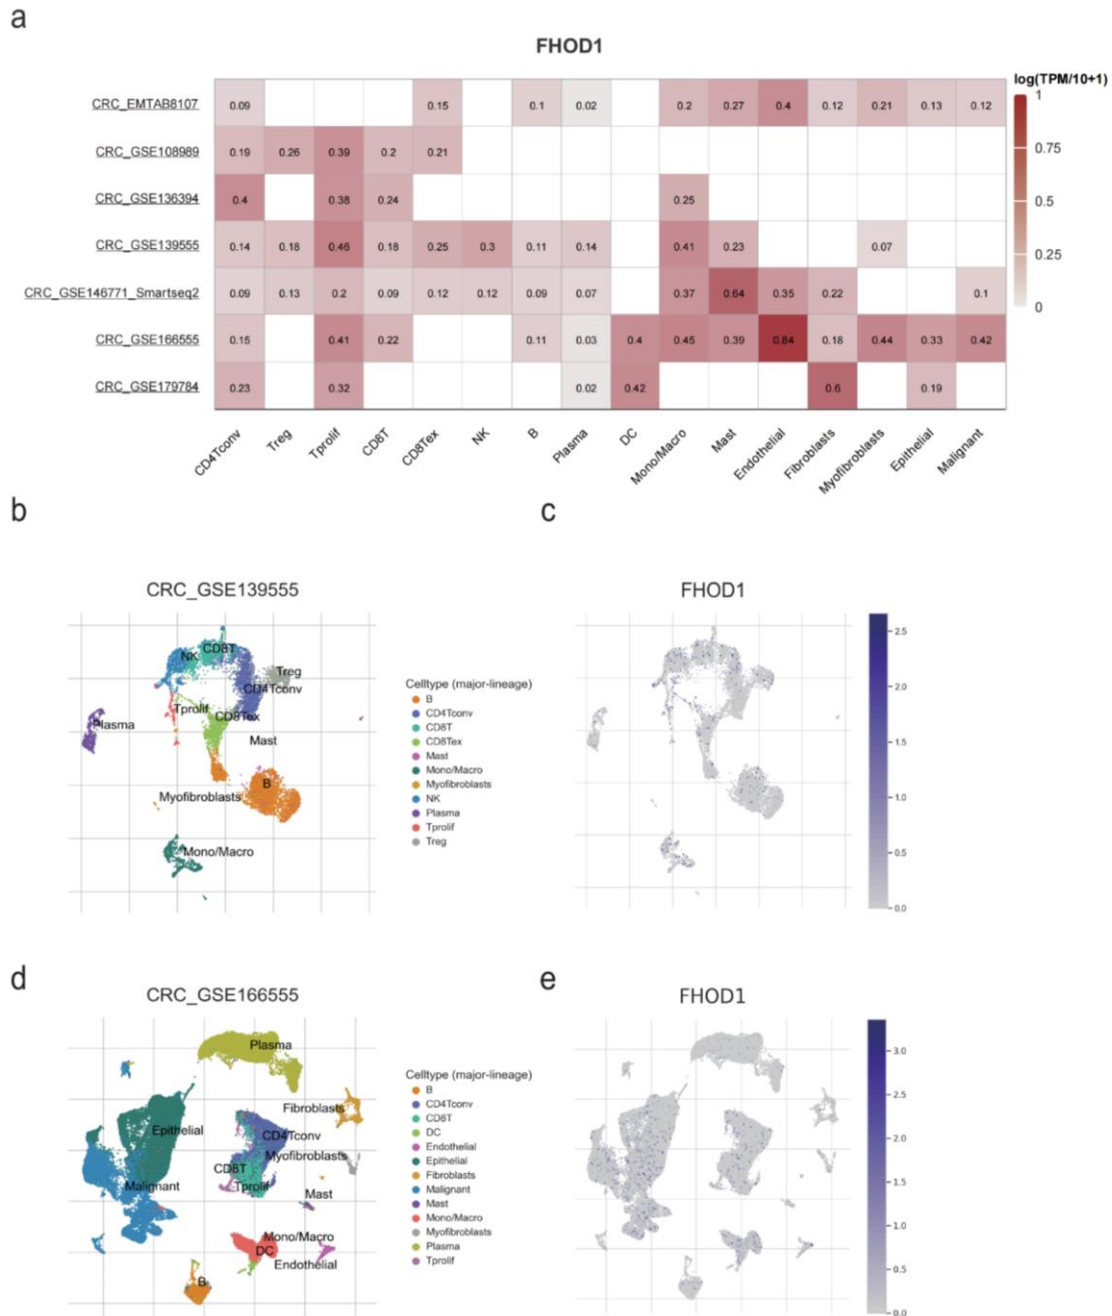 a
FHOD1
log(TPM/10+1)
CRC_EMTAB8107 0.09 0.15 0.1 0.02 0.2 0.27 0.4 0.12 0.21 0.13 0.12
CRC_GSE108989 0.19 0.26 0.39 0.2 0.21
CRC_GSE136394 0.4 0.38 0.24 0.25
CRC_GSE139555 0.14 0.18 0.46 0.18 0.25 0.3 0.11 0.14 0.41 0.23 0.07
CRC_GSE146771_Smartseq2 0.09 0.13 0.2 0.09 0.12 0.12 0.09 0.07 0.37 0.64 0.35 0.22 0.1
CRC_GSE166555 0.15 0.41 0.22 0.11 0.03 0.4 0.45 0.39 0.84 0.18 0.44 0.33 0.42
CRC_GSE179784 0.23 0.32 0.02 0.42 0.6 0.19
1
0.75
0.5
0.25
0
CD4Tconv Treg Tprolif CD8T CD8Tex NK B Plasma DC Mono/Macro Mast Endothelial Fibroblasts Myofibroblasts Epithelial Malignant
b
CRC_GSE139555
NK
CD8T
Treg
CD4Tconv
Tprolif
CD8Tex
Plasma
Mast
B
Myofibroblasts
Mono/Macro
Celltype (major-lineage)
B
CD4Tconv
CD8T
CD8Tex
Mast
Mono/Macro
Myofibroblasts
NK
Plasma
Tprolif
Treg
c
FHOD1
2.5
2.0
1.5
1.0
0.5
0.0
d
CRC_GSE166555
Plasma
Fibroblasts
Epithelial
CD4Tconv
Myofibroblasts
CD8T
Malignant
Tprolif
Mast
Mono/Macro
DC
Endothelial
B
Celltype (major-lineage)
B
CD4Tconv
CD8T
DC
Endothelial
Epithelial
Fibroblasts
Malignant
Mast
Mono/Macro
Myofibroblasts
Plasma
Tprolif
e
FHOD1
3.0
2.5
2.0
1.5
1.0
0.5
0.0